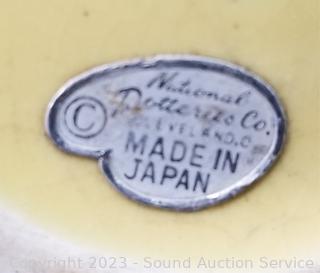 National
© Potteries Co.
CLEVELAND, O.
MADE IN
JAPAN
Copyright 2023 - Sound Auction Service